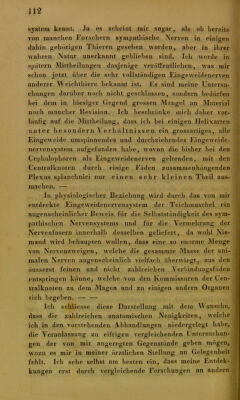 112
system kennt. Ja es scheint mir sogar, als ob bereits
von manchen Forschern sympathische Nerven in einigen
dahin gehörigen Thieren gesehen worden, aber in ihrer
wahren Natur unerkannt geblieben sind. Ich werde in
spätern Mittheilungen dasjenige veröffentlichen, was mir
schon jetzt über die sehr vollständigen Eingeweidenerven
anderer Weichthiere bekannt ist. Es sind meine Untersu-
chungen darüber noch nicht geschlossen, sondern bedürfen
bei dem in hiesiger Gegend grossen Mangel an Material
noch mancher Revision. Ich beschränke mich daher vor-
läufig auf die Mittheilung, dass ich bei einigen Helixarten
unter besondern Verhältnissen ein grossartiges, alle
Eingeweide umspinnendes und durchziehendes Eingeweide-
nervensystem aufgefunden habe, wovon die bisher bei den
Cephalophoren als Eingeweidenerven geltenden, mit den
Centralknoten durch einige Fäden zusammenhängenden
Plexus splanchnici nur einen sehr kleinen Theil aus-
machen. —
In physiologischer Beziehung wird durch das von mir
entdeckte Eingeweidenervensystem der Teichmuschel, ein
augenscheinlicher Beweis für die Selbstständigkeit des sym-
pathischen Nervensystems und für die Vermehrung der
Nervenfasern innerhalb desselben geliefert, da wohl Nie-
mand wird behaupten wollen, dass eine so enorme Menge
von Nervenzweigen, welche die gesammte Masse der ani-
malen Nerven augenscheinlich vielfach überwiegt, aus den
äusserst feinen und nicht zahlreichen Verbindungsfäden
entspringen könne, welche von den Kommissuren der Cen-
tralknoten zu dem Magen und zu einigen andern Organen
sich begeben. — —
Ich schliesse diese Darstellung mit dem Wunsche,
dass die zahlreichen anatomischen Neuigkeiten, welche
ich in den vorstehenden Abhandlungen niedergelegt habe,
die Veranlassung zu eifrigen vergleichenden Untersuchun-
gen der von mir angeregten Gegenstände geben mögen,
wozu es mir in meiner ärztlichen Stellung an Gelegenheit
fehlt. Ich sehe selbst am besten ein, dass meine Entdek-
kungen erst durch vergleichende Forschungen an andern